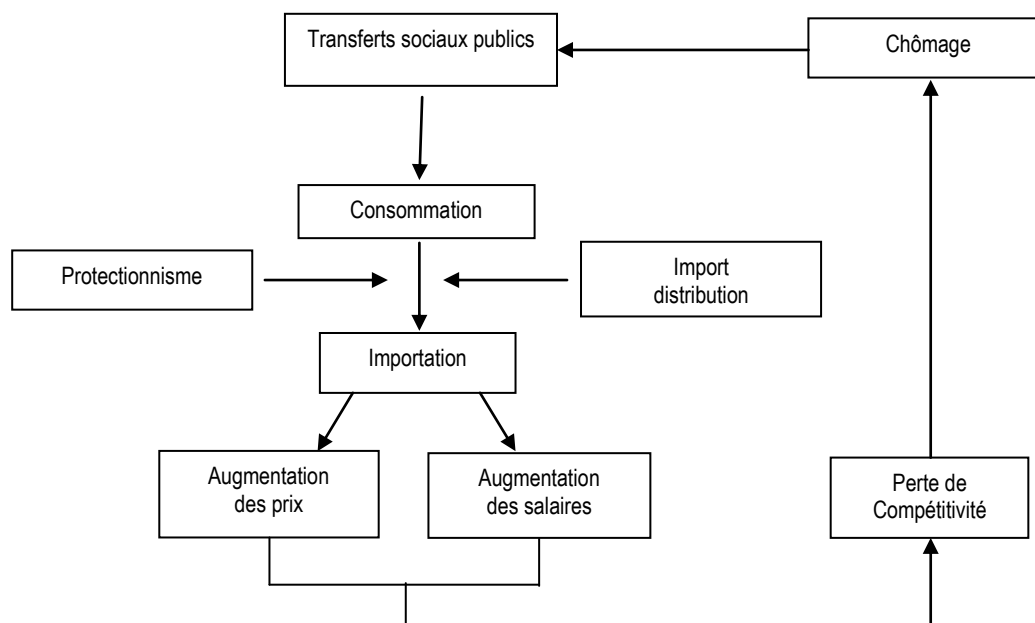 Transferts sociaux publics
Chômage
Consommation
Protectionnisme
Import
distribution
Importation
Augmentation
des prix
Augmentation
des salaires
Perte de
Compétitivité